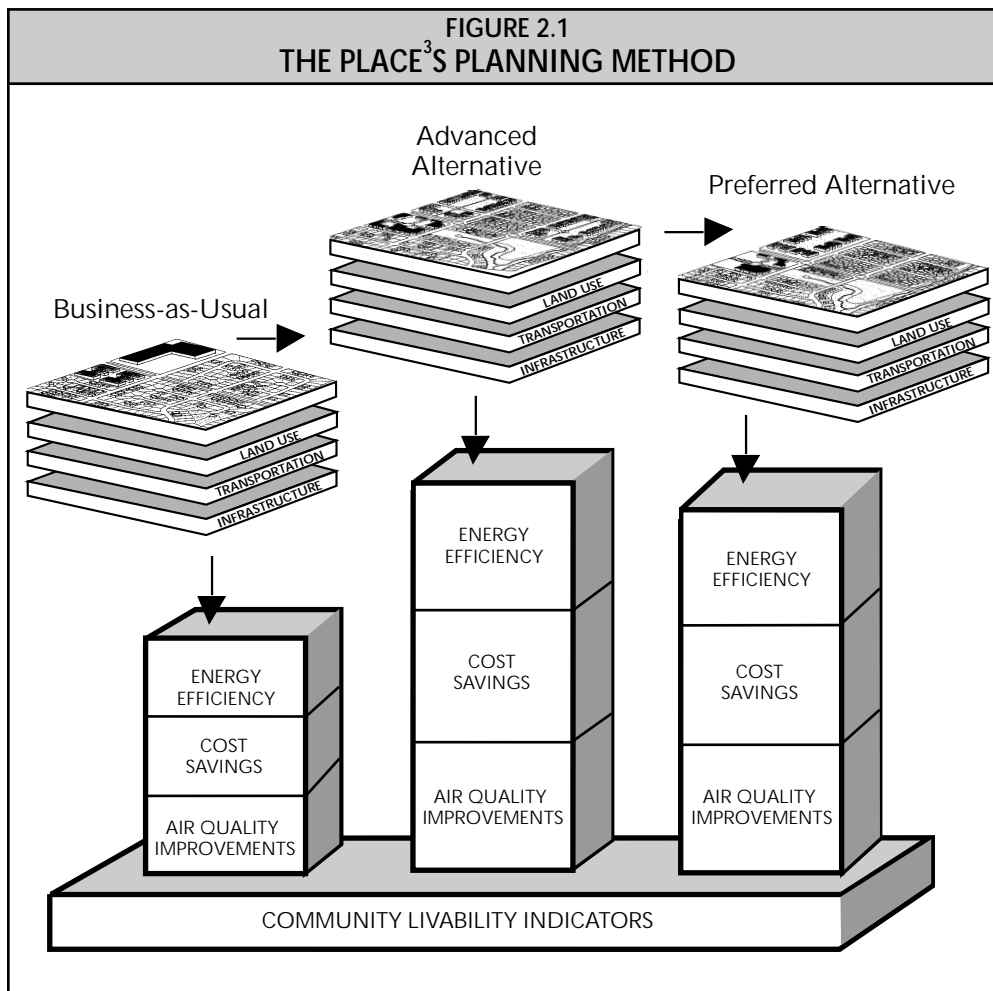 FIGURE 2.1
THE PLACE³S PLANNING METHOD
Advanced
Alternative
Preferred Alternative
Business-as-Usual
LAND USE
TRANSPORTATION
INFRASTRUCTURE
LAND USE
TRANSPORTATION
INFRASTRUCTURE
LAND USE
TRANSPORTATION
INFRASTRUCTURE
ENERGY
EFFICIENCY
COST
SAVINGS
AIR QUALITY
IMPROVEMENTS
ENERGY
EFFICIENCY
COST
SAVINGS
AIR QUALITY
IMPROVEMENTS
ENERGY
EFFICIENCY
COST
SAVINGS
AIR QUALITY
IMPROVEMENTS
COMMUNITY LIVABILITY INDICATORS